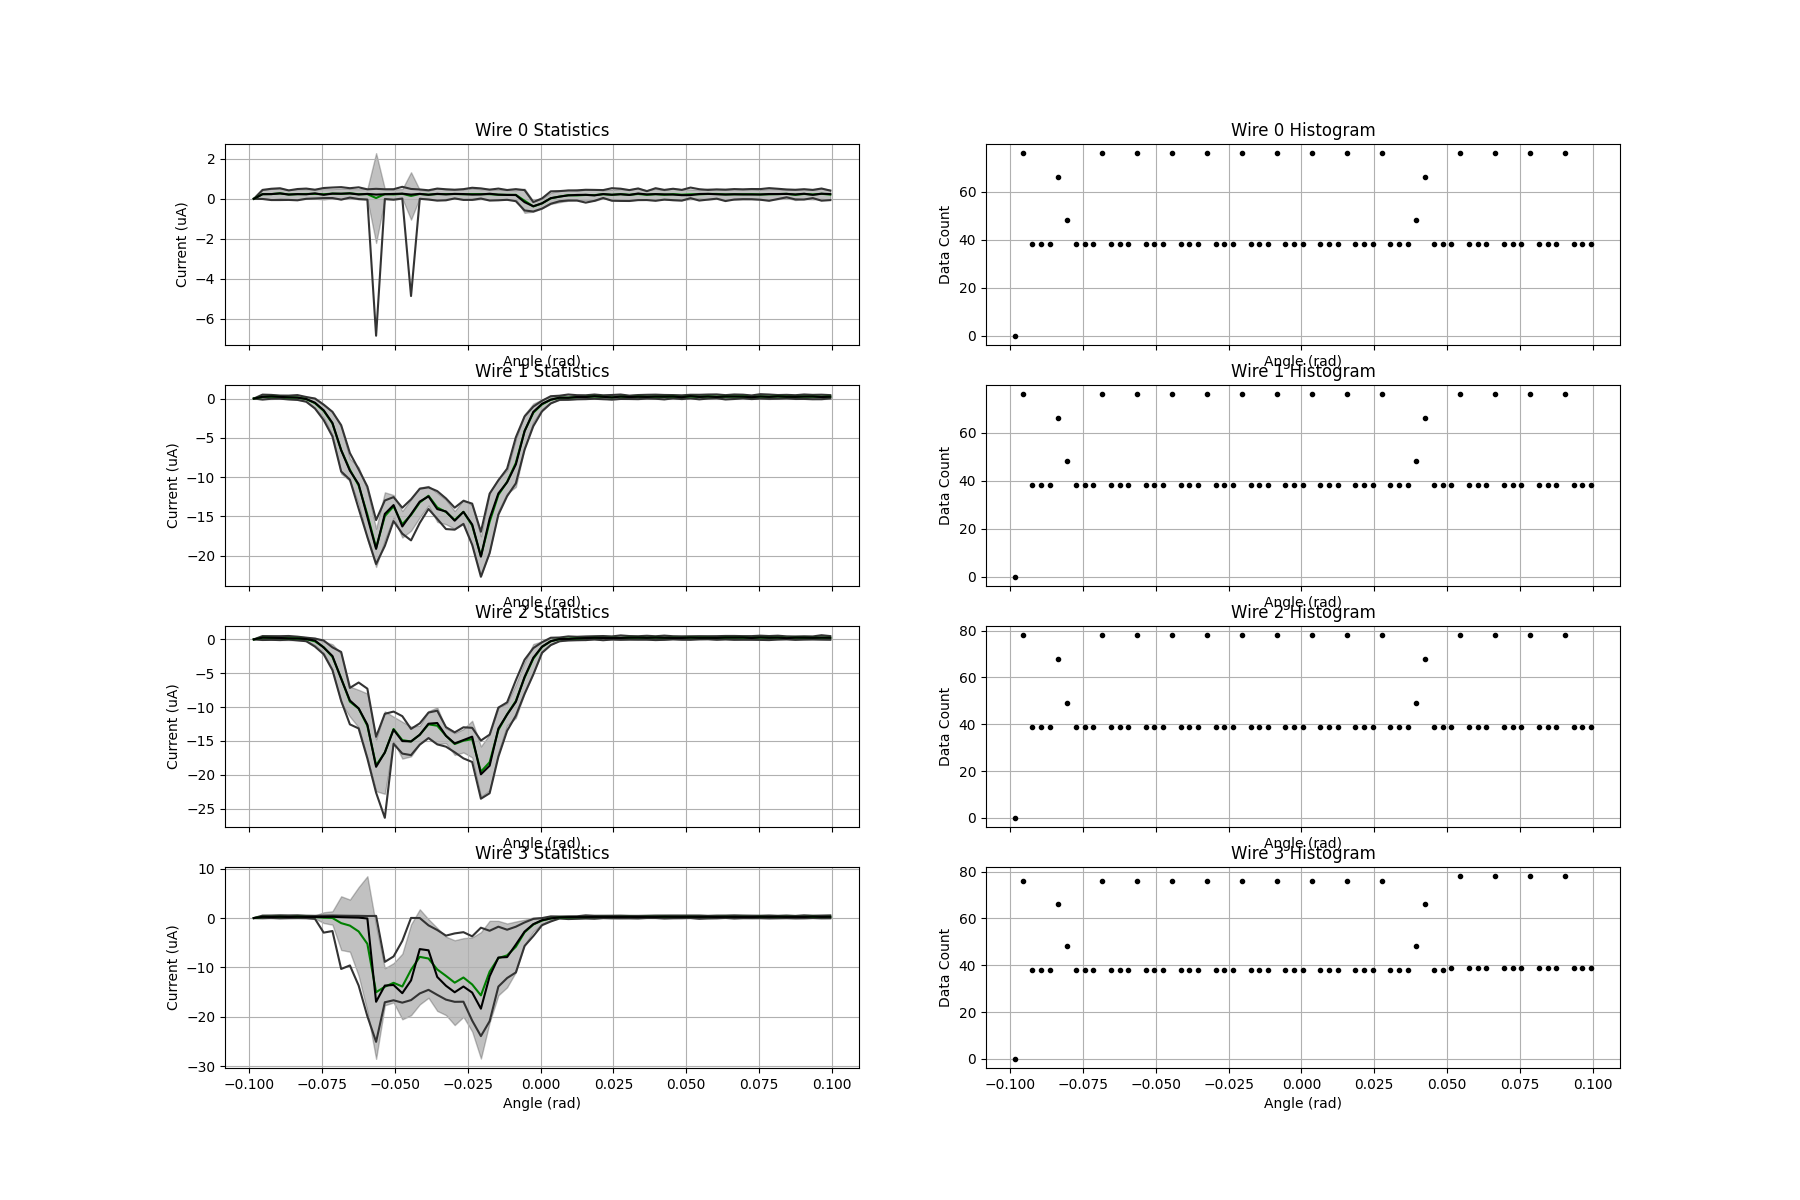 Wire 0 Statistics
Wire 0 Histogram
Current (uA)
2
0
−2
−4
−6
Angle (rad)
Data Count
60
40
20
0
Angle (rad)
Wire 1 Statistics
Wire 1 Histogram
Current (uA)
0
−5
−10
−15
−20
Angle (rad)
Data Count
60
40
20
0
Angle (rad)
Wire 2 Statistics
Wire 2 Histogram
Current (uA)
0
−5
−10
−15
−20
−25
Angle (rad)
Data Count
80
60
40
20
0
Angle (rad)
Wire 3 Statistics
Wire 3 Histogram
Current (uA)
10
0
−10
−20
−30
−0.100 −0.075 −0.050 −0.025 0.000 0.025 0.050 0.075 0.100
Angle (rad)
Data Count
80
60
40
20
0
−0.100 −0.075 −0.050 −0.025 0.000 0.025 0.050 0.075 0.100
Angle (rad)